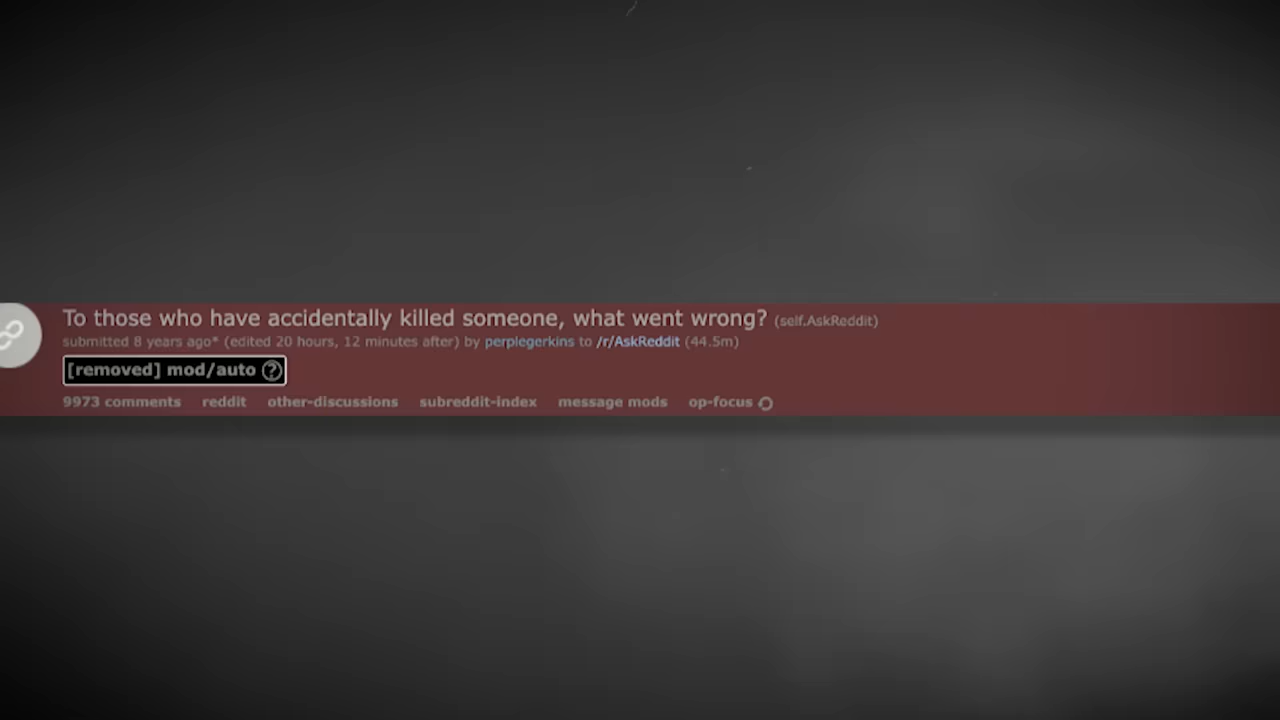 To those who have accidentally killed someone, what went wrong? (self.AskReddit)
submitted 8 years ago* (edited 20 hours, 12 minutes after) by perplegerkins to /r/AskReddit (44.5m)
[removed] mod/auto ?
9973 comments reddit other-discussions subreddit-index message mods op-focus